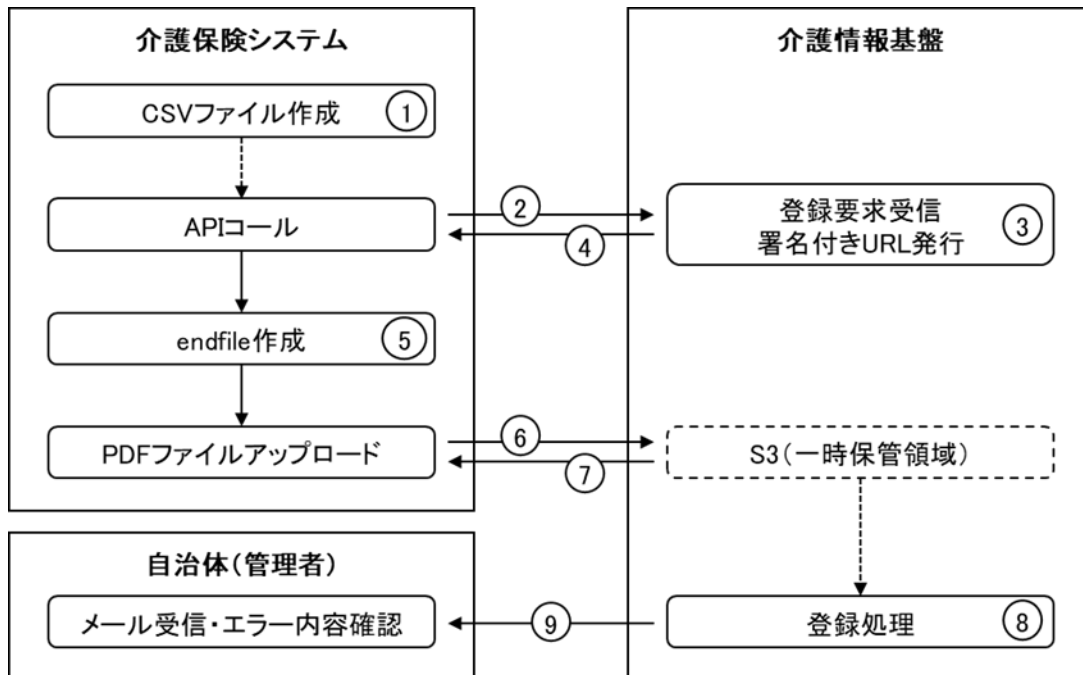 介護保険システム
CSVファイル作成
①
APIコール
endfile作成
⑤
PDFファイルアップロード
②
④
⑥
⑦
介護情報基盤
登録要求受信
署名付きURL発行
③
S3(一時保管領域)
登録処理
⑧
自治体(管理者)
メール受信・エラー内容確認
⑨